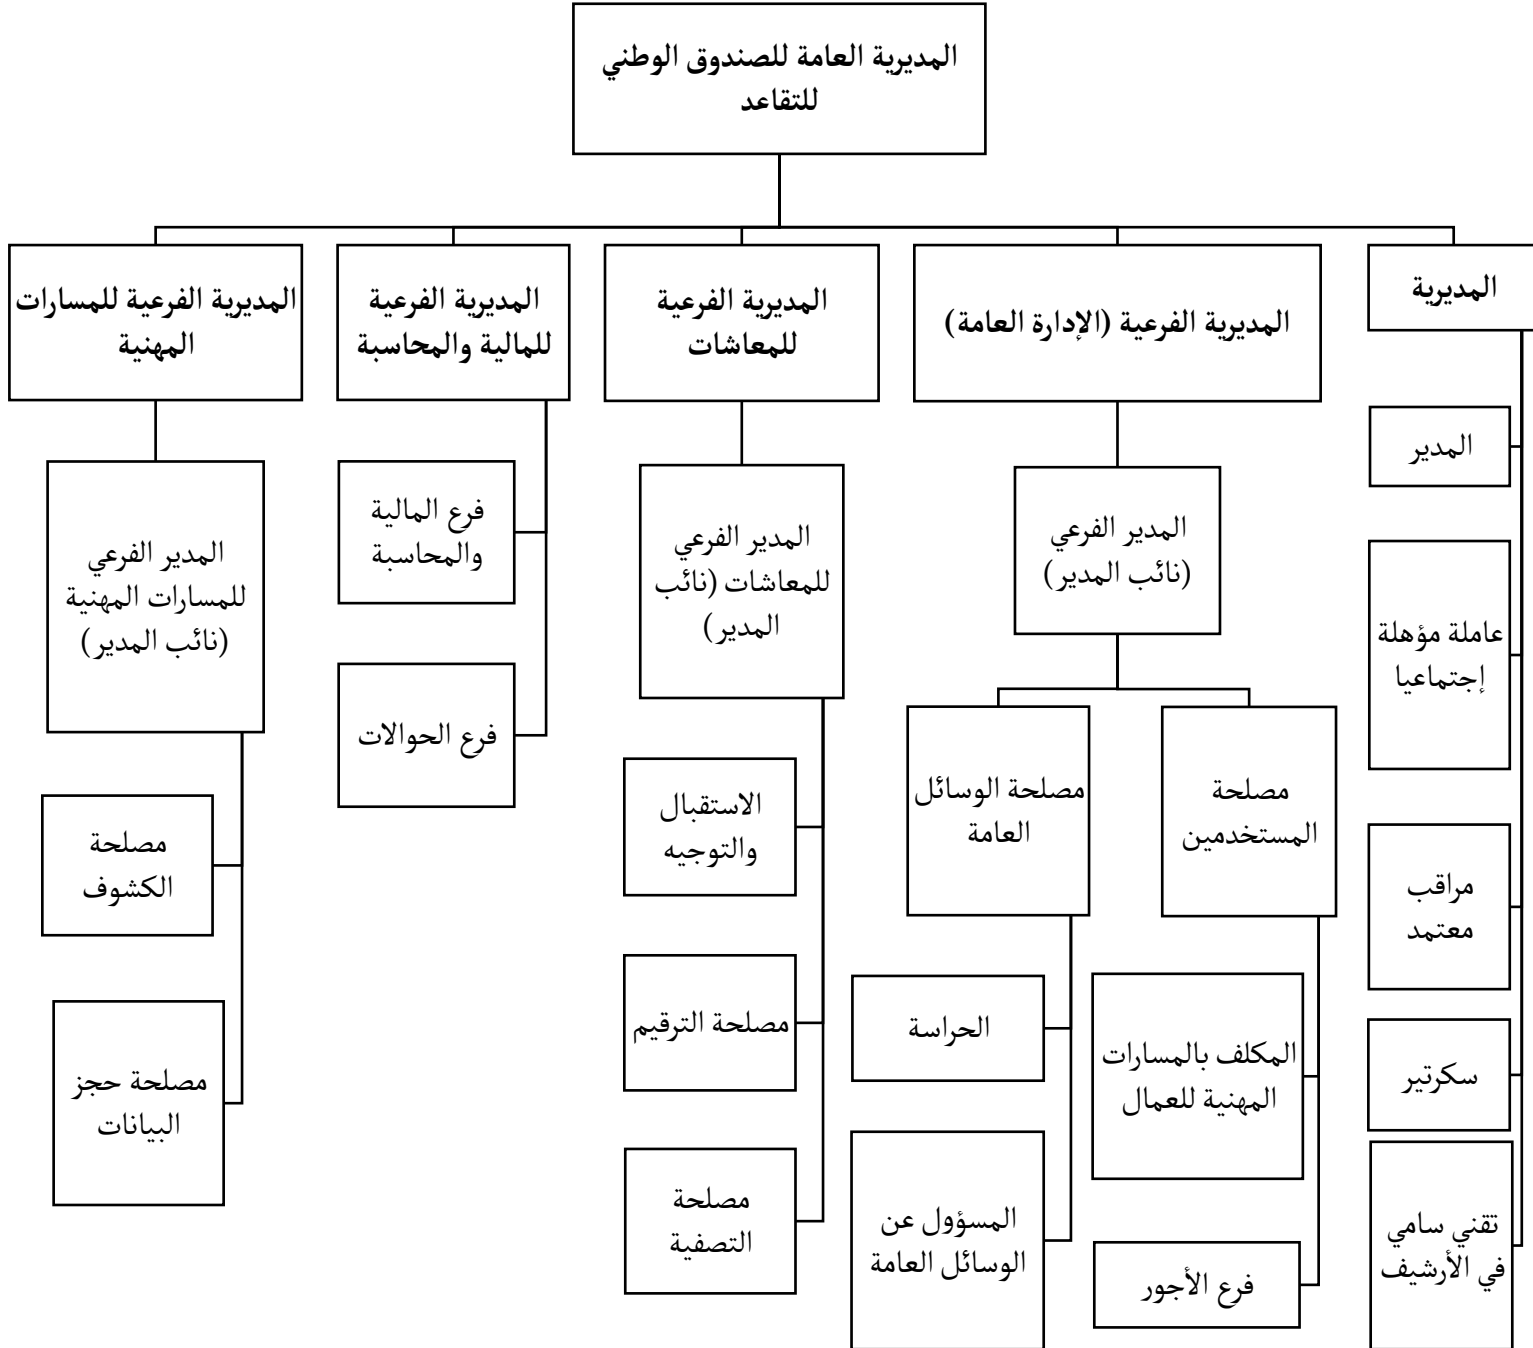 المديرية العامة للصندوق الوطني
للتقاعد
المديرية
المديرية الفرعية (الإدارة العامة)
المديرية الفرعية
للمعاشات
المديرية الفرعية
للمالية والمحاسبة
المديرية الفرعية للمسارات
المهنية
المدير
عاملة مؤهلة
إجتماعيا
مراقب
معتمد
سكرتير
تقني سامي
في الأرشيف
المدير الفرعي
(نائب المدير)
مصلحة
المستخدمين
المكلف بالمسارات
المهنية للعمال
فرع الأجور
مصلحة الوسائل
العامة
الحراسة
المسؤول عن
الوسائل العامة
المدير الفرعي
للمعاشات (نائب
المدير)
الاستقبال
والتوجيه
مصلحة الترقيم
مصلحة
التصفية
فرع المالية
والمحاسبة
فرع الحوالات
المدير الفرعي
للمسارات المهنية
(نائب المدير)
مصلحة
الكشوف
مصلحة حجز
البيانات